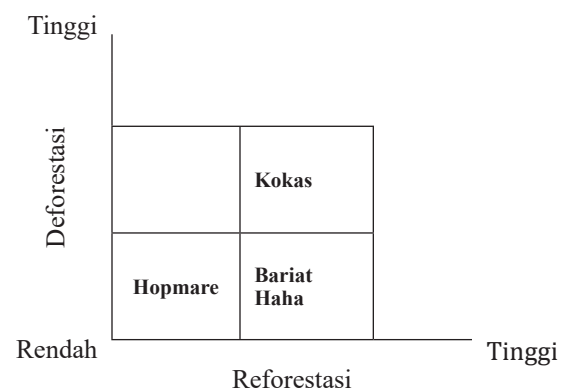 Tinggi
Deforestasi
Kokas
Hopmare
Bariat
Haha
Rendah
Tinggi
Reforestasi